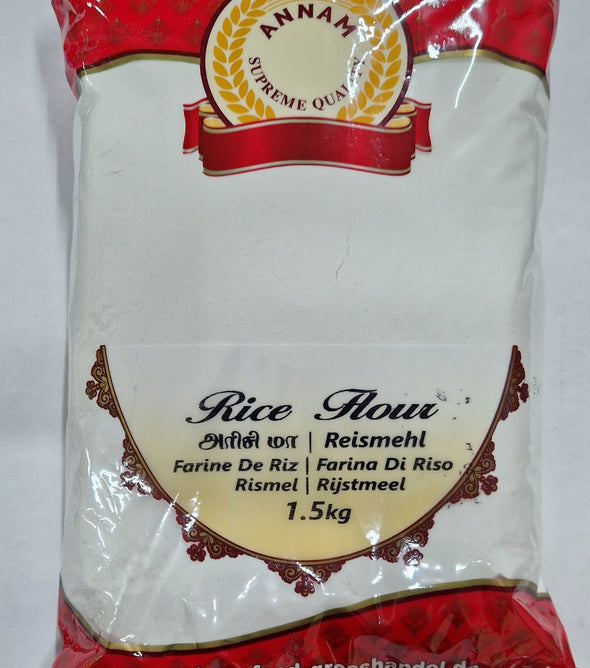 ANNAM
SUPREME QUALITY
Rice Flour
அரிசி மா | Reismehl
Farine De Riz | Farina Di Riso
Rismel | Rijstmeel
1.5kg